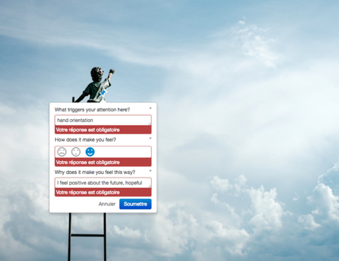 What triggers your attention here?
hand orientation
Votre réponse est obligatoire
How does it make you feel?
Votre réponse est obligatoire
Why does it make you feel this way?
I feel positive about the future, hopeful
Votre réponse est obligatoire
Annuler Soumettre